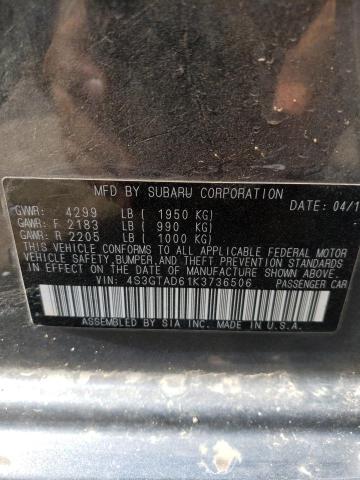 MFD BY SUBARU CORPORATION
DATE: 04/1
GVWR: 4299 LB ( 1950 KG)
GAWR: F 2183 LB ( 990 KG)
GAWR: R 2205 LB ( 1000 KG)
THIS VEHICLE CONFORMS TO ALL APPLICABLE FEDERAL MOTOR
VEHICLE SAFETY, BUMPER, AND THEFT PREVENTION STANDARDS
IN EFFECT ON THE DATE OF MANUFACTURE SHOWN ABOVE.
VIN: 4S3GTAD61K3736506 PASSENGER CAR
ASSEMBLED BY SIA INC. MADE IN U.S.A.